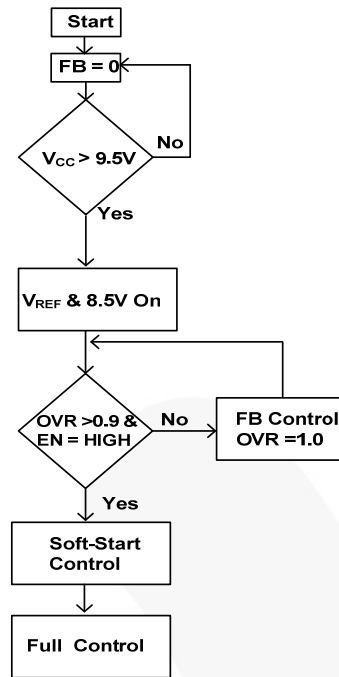 Start
FB = 0
No
VCC > 9.5V
Yes
VREF & 8.5V On
OVR >0.9 &
EN = HIGH
No
FB Control
OVR =1.0
Yes
Soft-Start
Control
Full Control